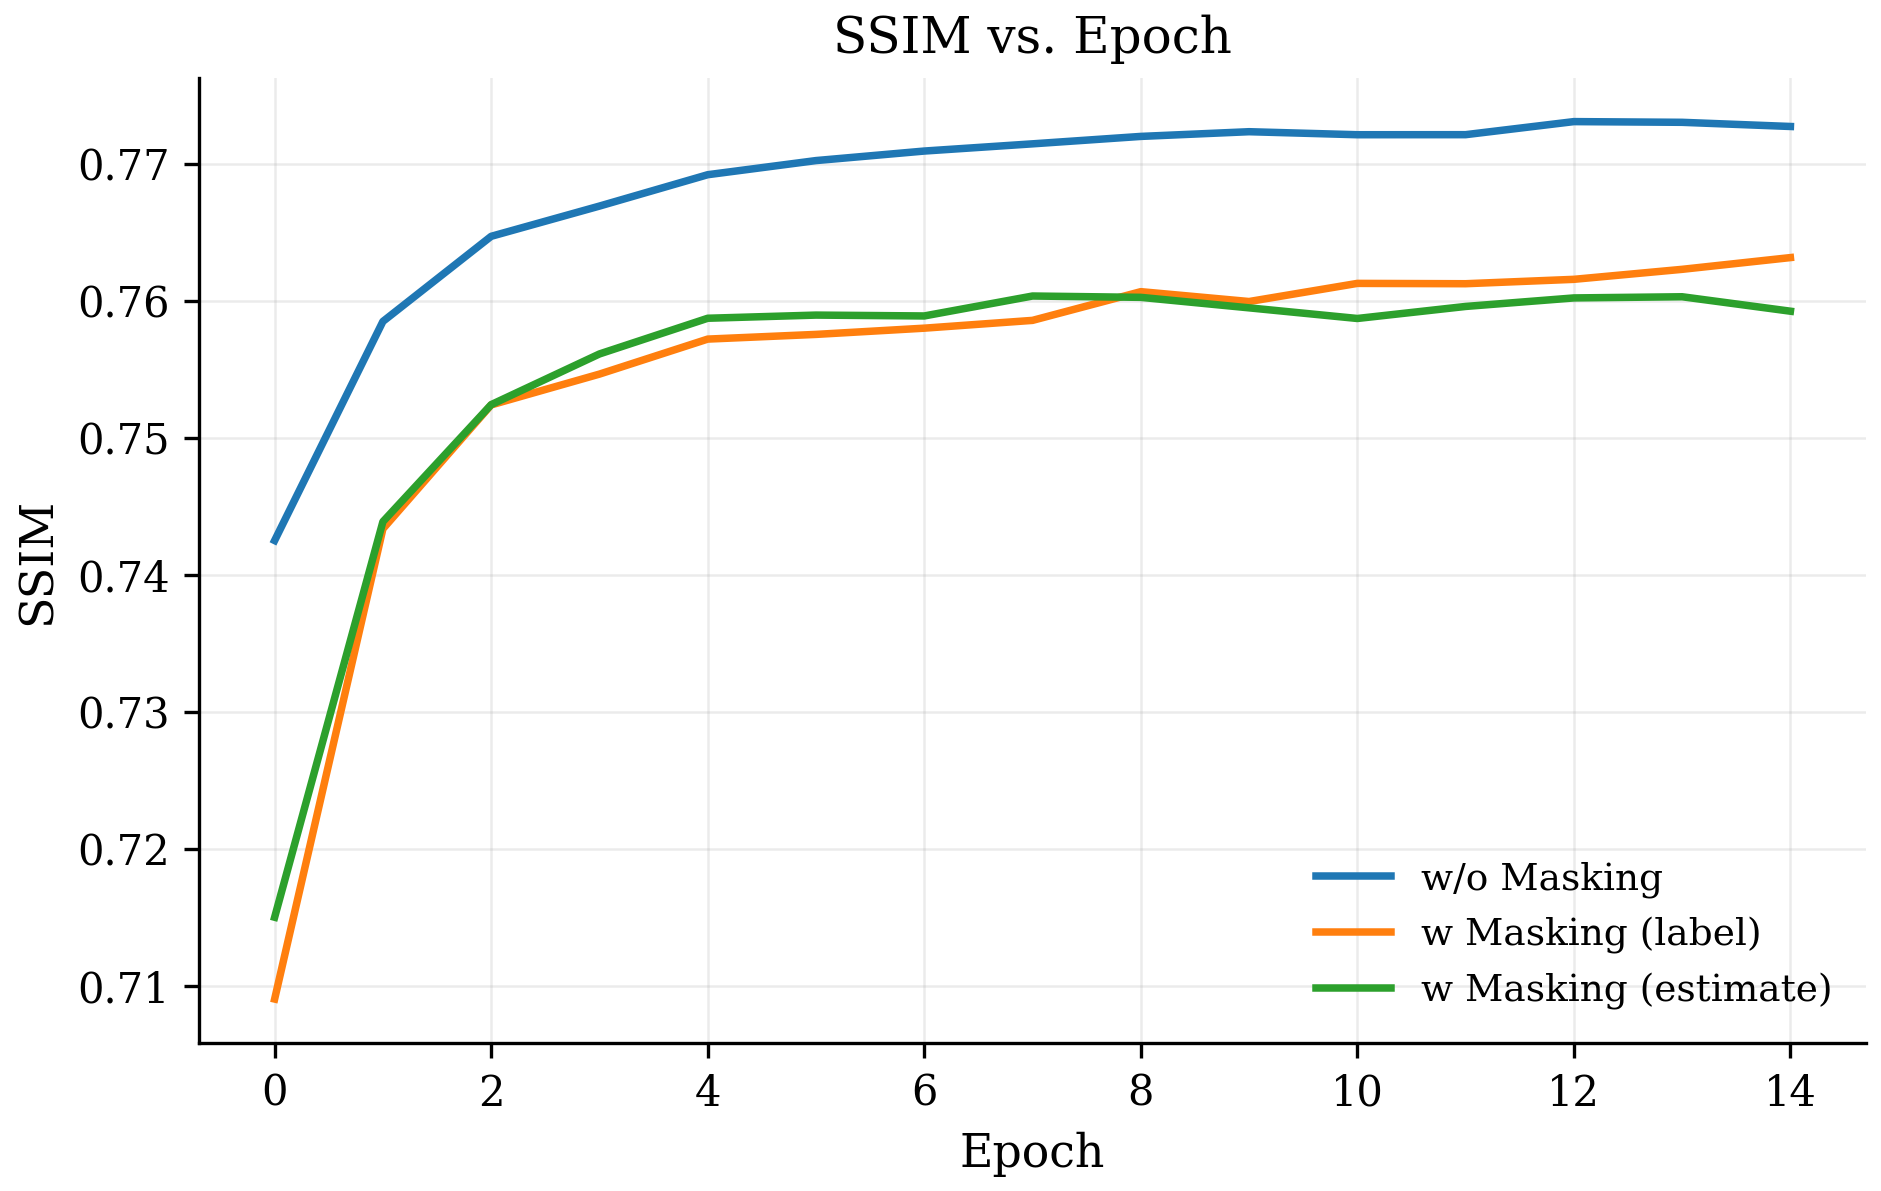 SSIM vs. Epoch
SSIM
0.77
0.76
0.75
0.74
0.73
0.72
0.71
w/o Masking
w Masking (label)
w Masking (estimate)
0 2 4 6 8 10 12 14
Epoch